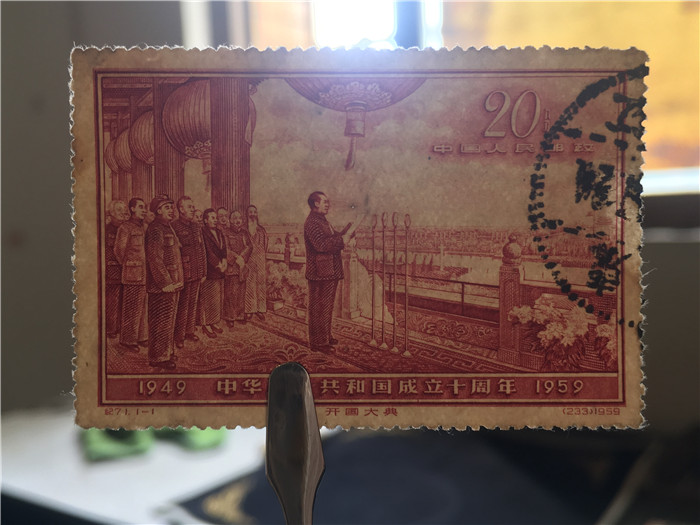 20
中国人民邮政
1949 中华 共和国成立十周年 1959
纪71.1-1 开国大典 (233)1959